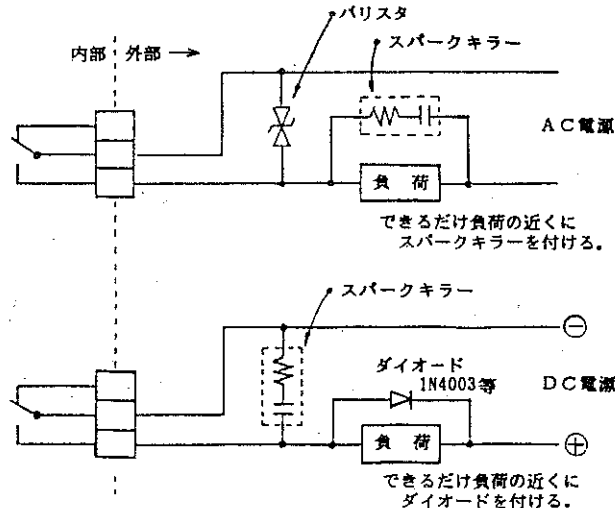 バリスタ
スパークキラー
内部 外部 →
AC電源
負 荷
できるだけ負荷の近くに
スパークキラーを付ける。
スパークキラー
⊖
ダイオード
1N4003等
DC電源
負 荷
⊕
できるだけ負荷の近くに
ダイオードを付ける。